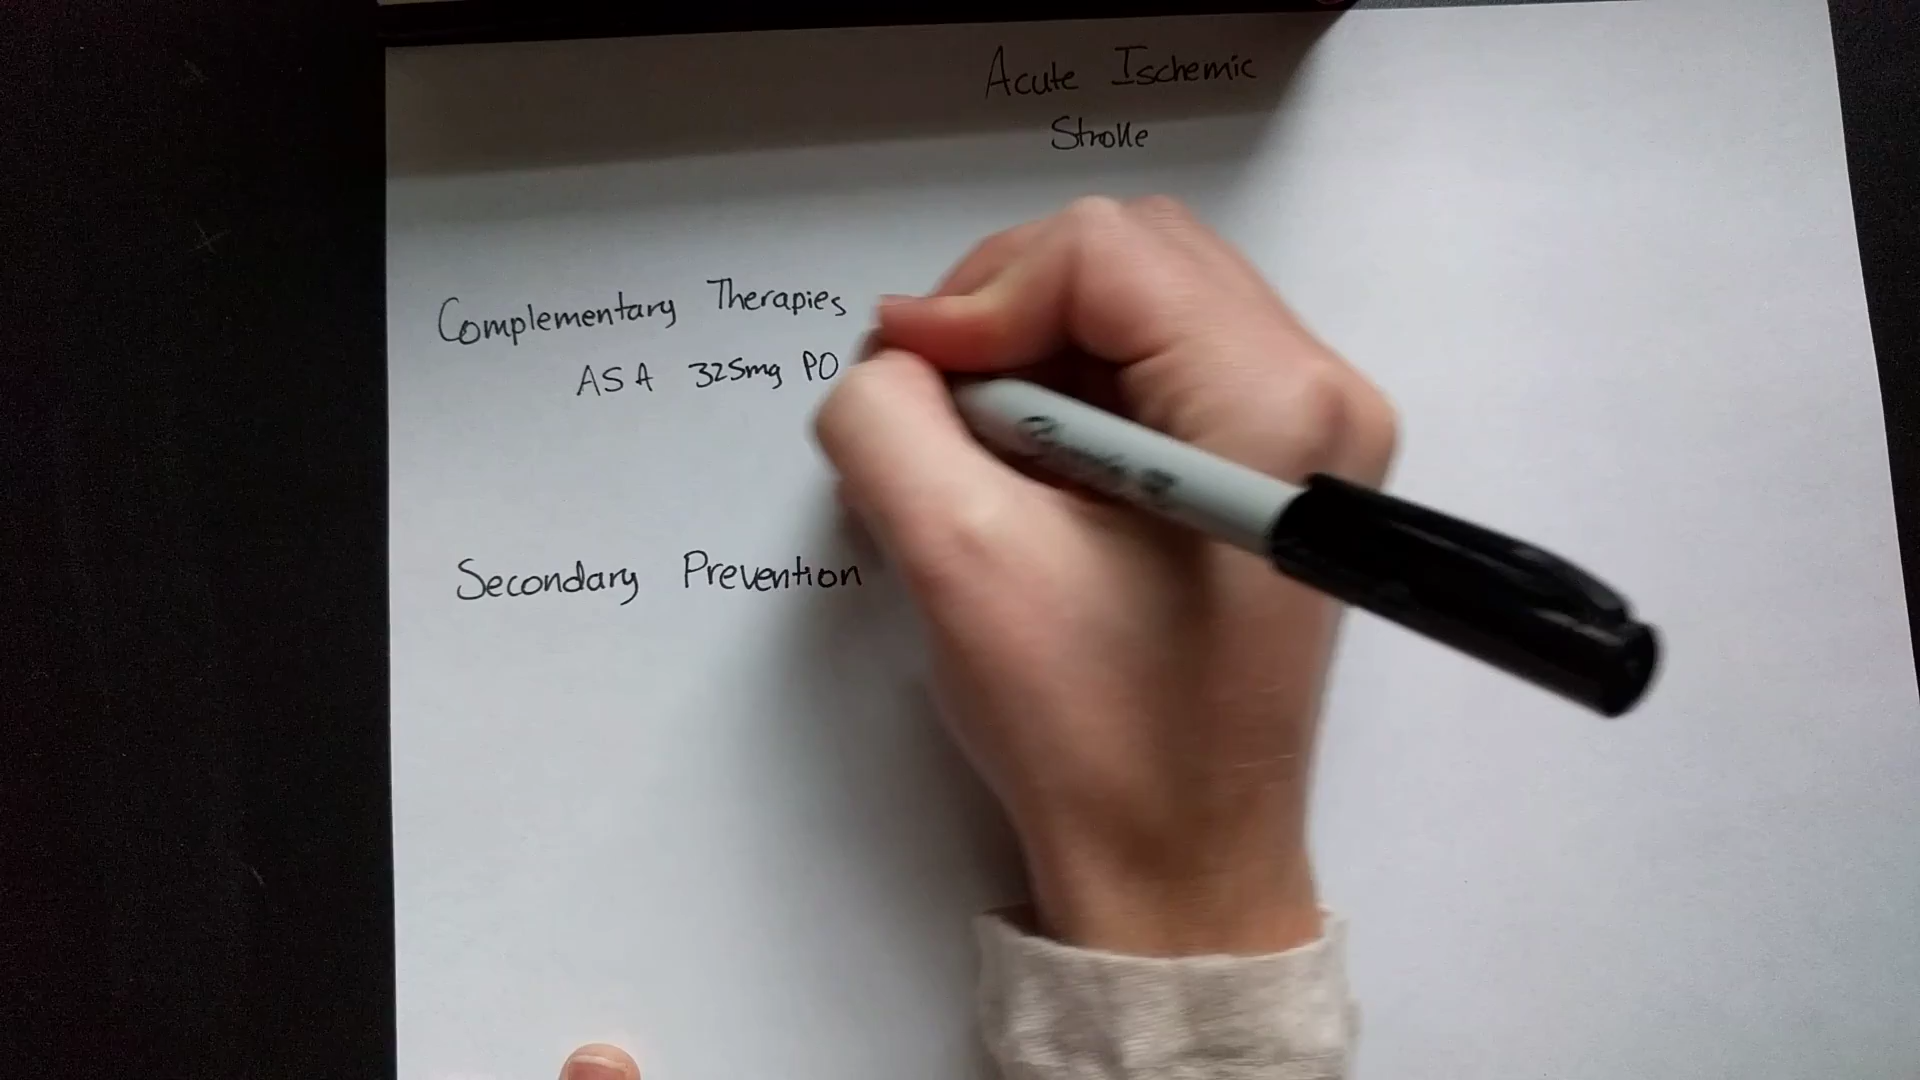 Acute Ischemic
Stroke
Complementary Therapies
ASA 325mg PO
Secondary Prevention